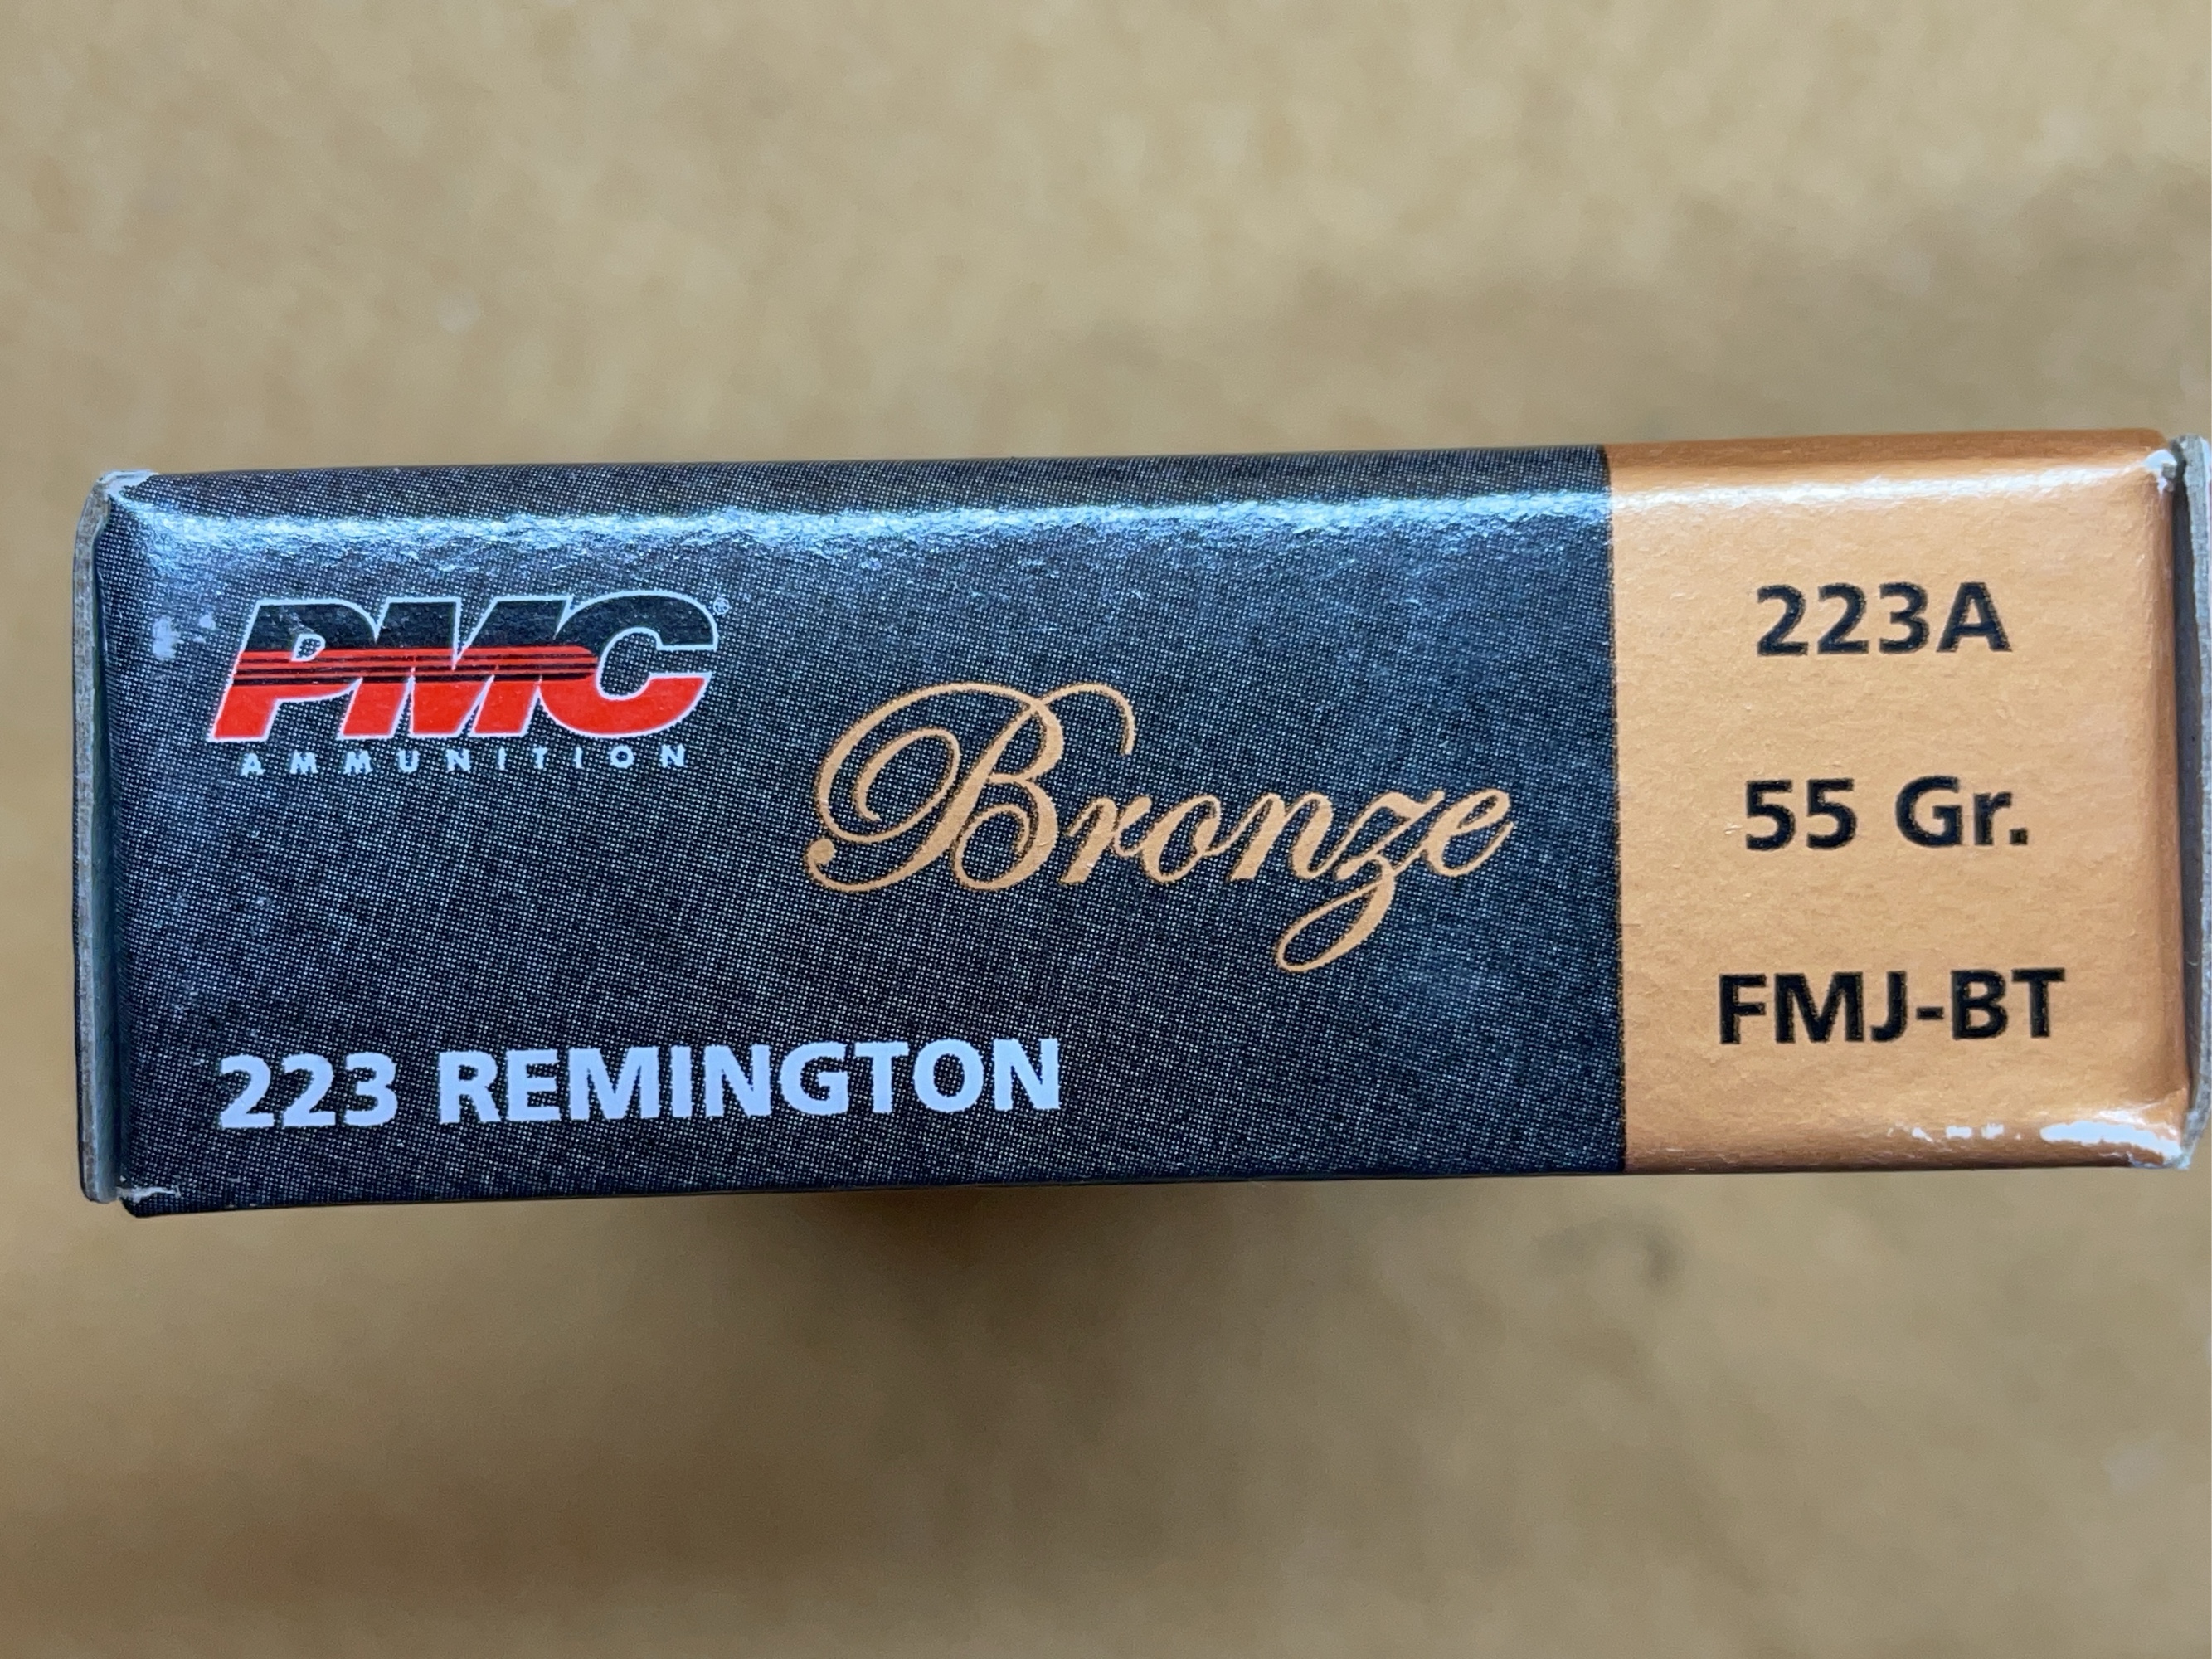 PMC®
AMMUNITION
Bronze
223 REMINGTON
223A
55 Gr.
FMJ-BT